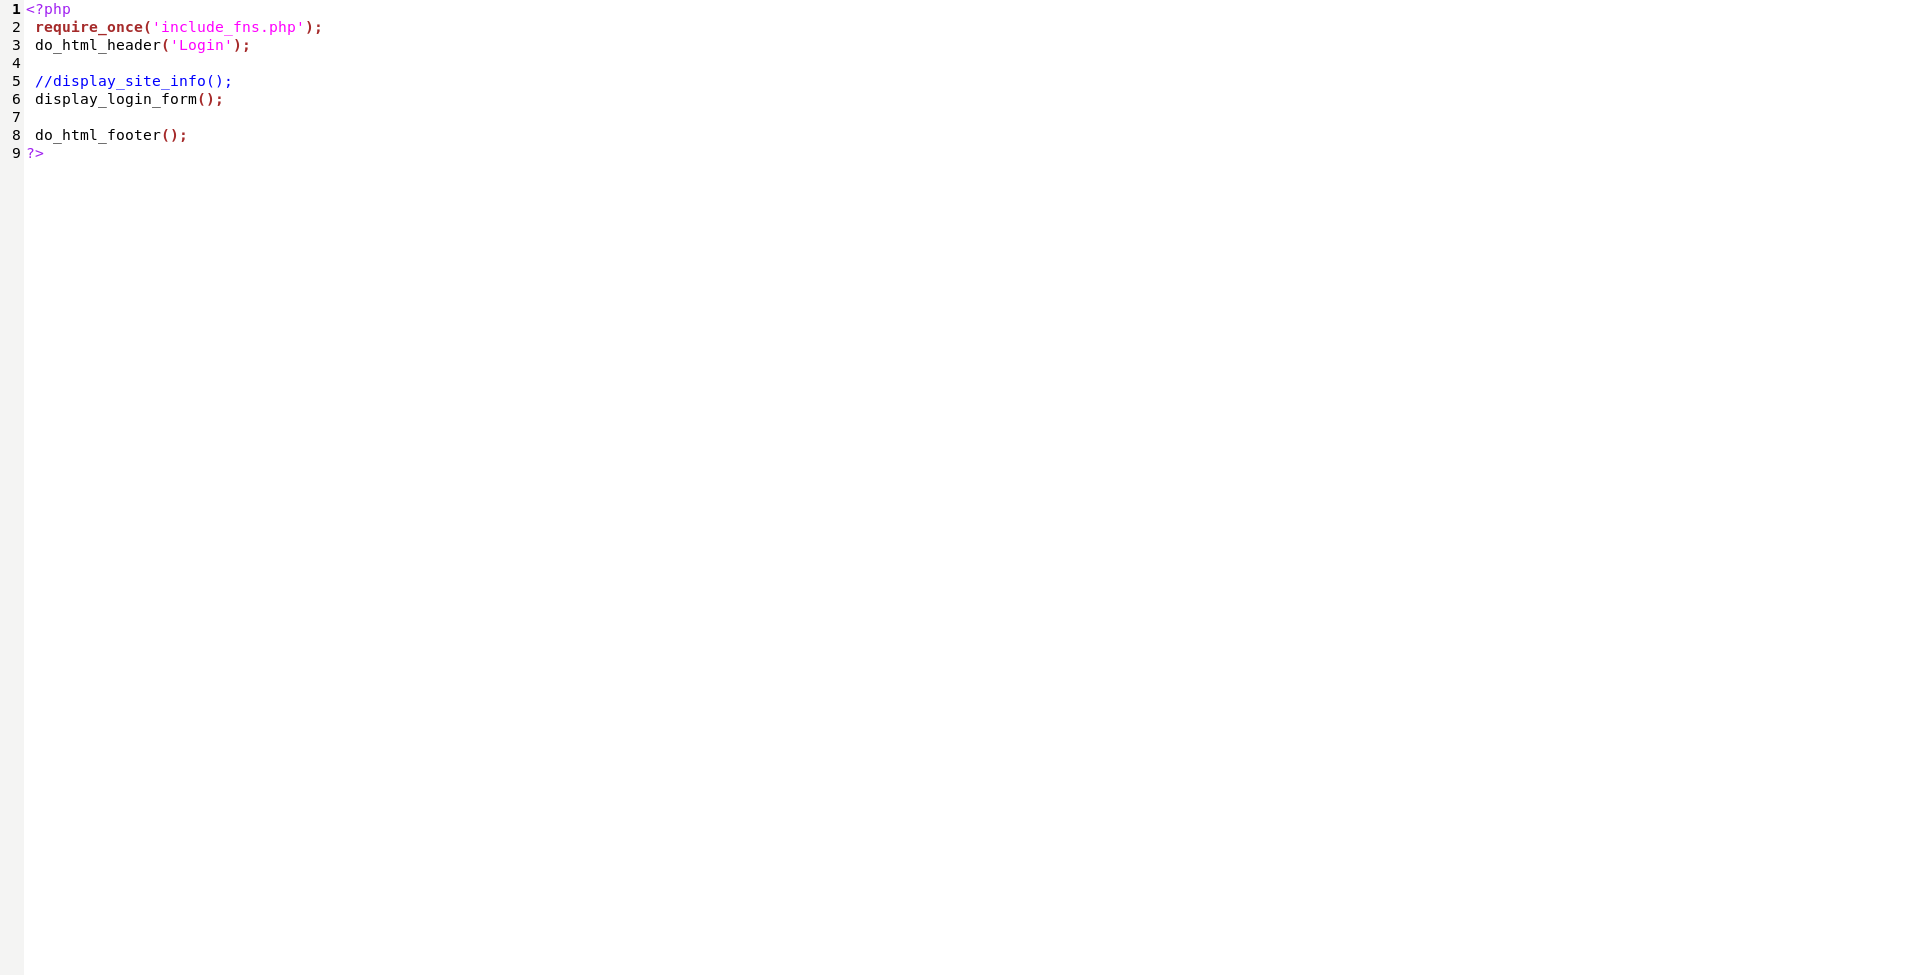 1 <?php
2  require_once('include_fns.php');
3  do_html_header('Login');
4
5  //display_site_info();
6  display_login_form();
7
8  do_html_footer();
9 ?>